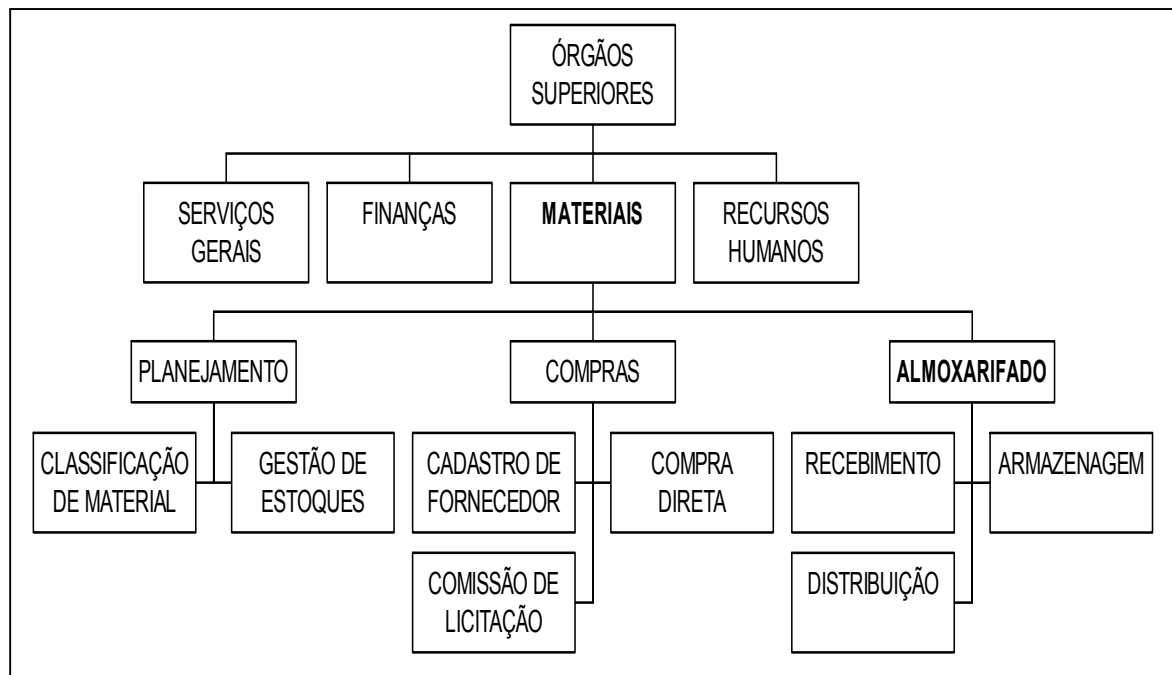 ÓRGÃOS
SUPERIORES
SERVIÇOS
GERAIS
FINANÇAS
MATERIAIS
RECURSOS
HUMANOS
PLANEJAMENTO
COMPRAS
ALMOXARIFADO
CLASSIFICAÇÃO
DE MATERIAL
GESTÃO DE
ESTOQUES
CADASTRO DE
FORNECEDOR
COMPRA
DIRETA
RECEBIMENTO
ARMAZENAGEM
COMISSÃO DE
LICITAÇÃO
DISTRIBUIÇÃO